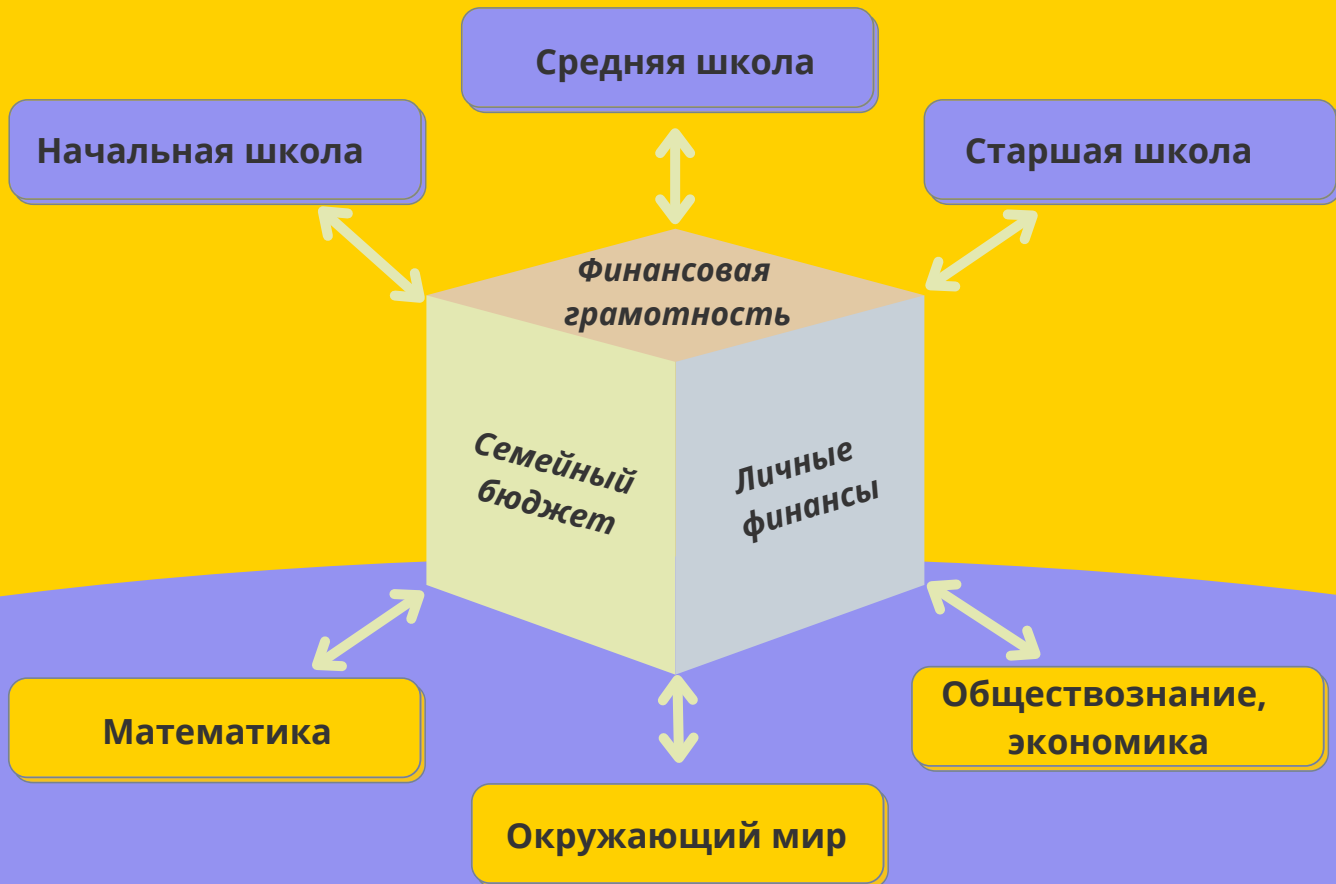 Средняя школа
Начальная школа
Старшая школа
Финансовая
грамотность
Семейный
бюджет
Личные
финансы
Математика
Обществознание,
экономика
Окружающий мир